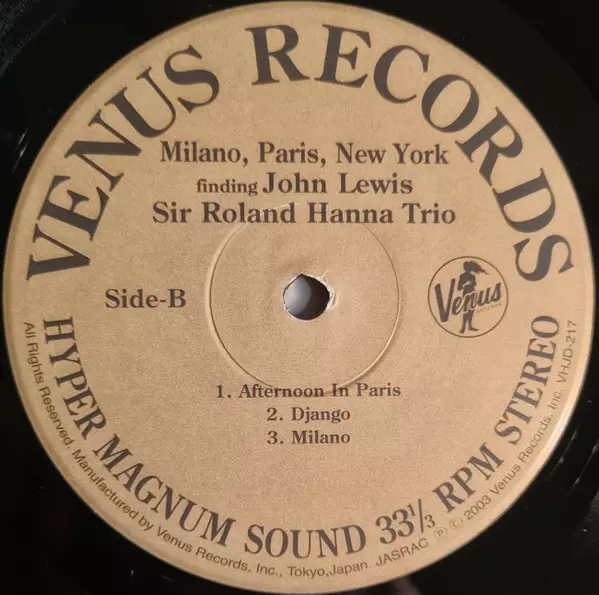 VENUS RECORDS
Milano, Paris, New York
finding John Lewis
Sir Roland Hanna Trio
Side-B
Venus
1. Afternoon In Paris
2. Django
3. Milano
HYPER MAGNUM SOUND 33 1/3 RPM STEREO
All Rights Reserved. Manufactured by Venus Records, Inc., Tokyo, Japan. JASRAC Ⓟ © 2003 Venus Records, Inc. VHJD-217